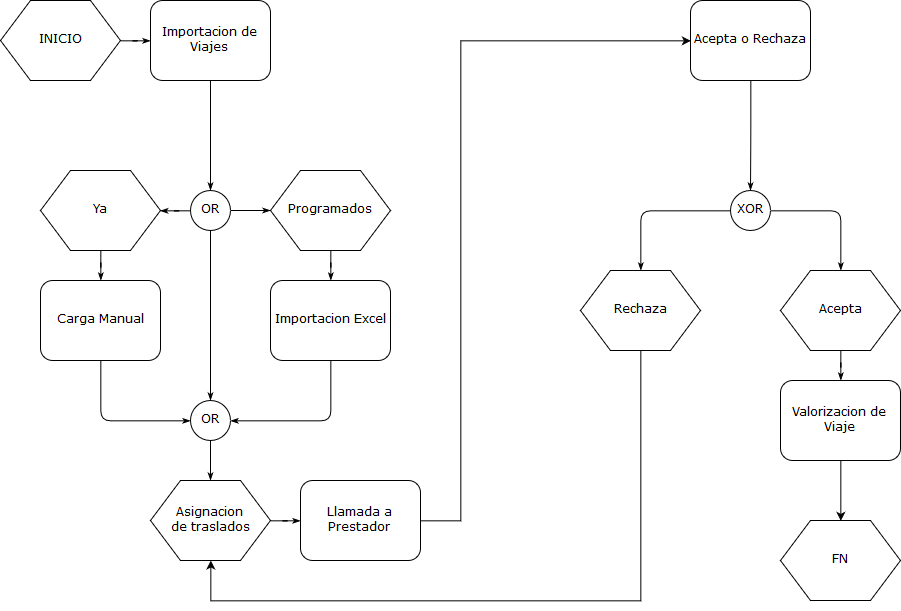 INICIO
Importacion de
Viajes
Acepta o Rechaza
Ya
OR
Programados
XOR
Carga Manual
Importacion Excel
Rechaza
Acepta
OR
Valorizacion de
Viaje
Asignacion
de traslados
Llamada a
Prestador
FN